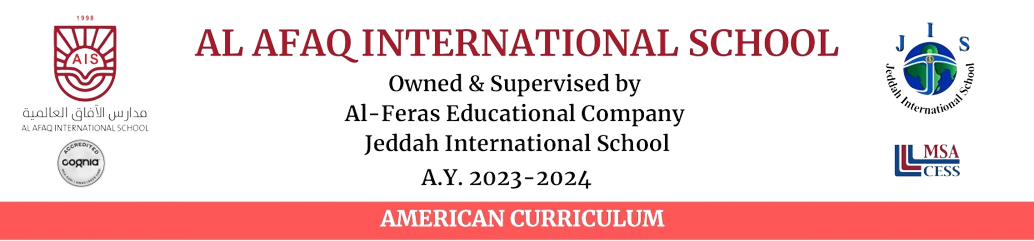 1998
AIS
مدارس الآفاق العالمية
AL AFAQ INTERNATIONAL SCHOOL
ACCREDITED
cognia
AL AFAQ INTERNATIONAL SCHOOL
Owned & Supervised by
Al-Feras Educational Company
Jeddah International School
A.Y. 2023-2024
J I S
Jeddah International School
MSA
CESS
AMERICAN CURRICULUM